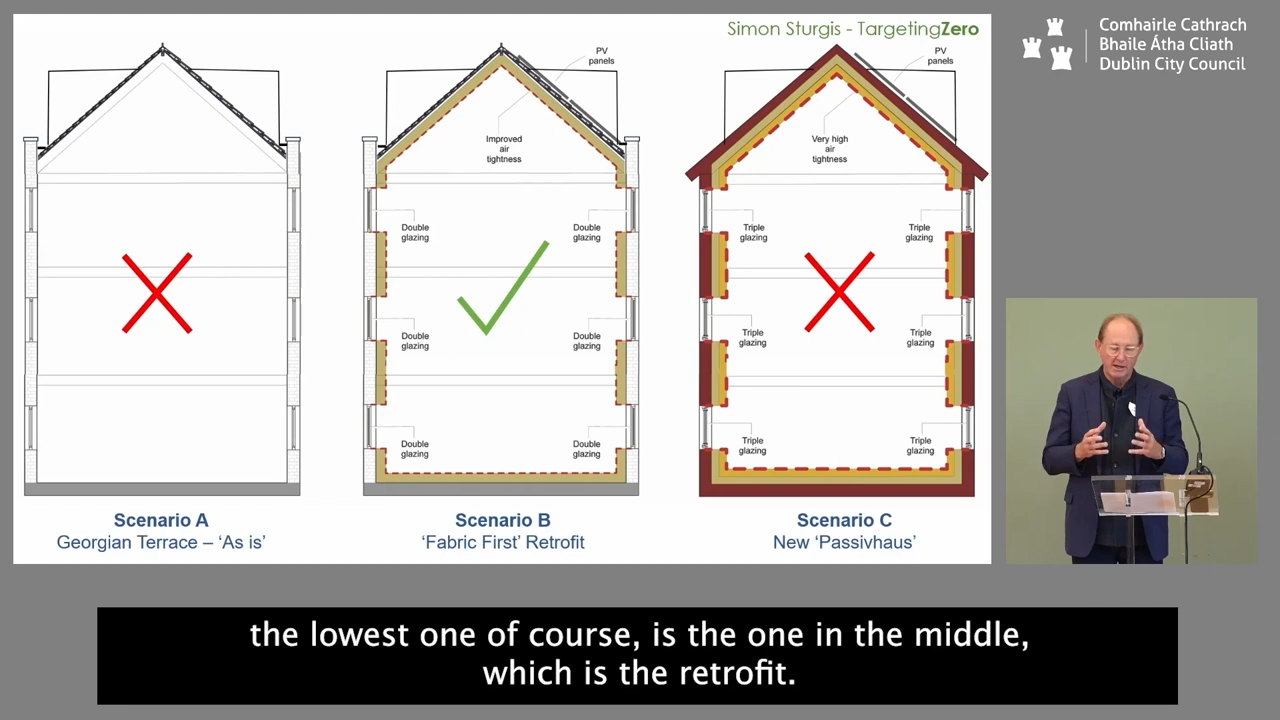 Simon Sturgis - TargetingZero
Comhairle Cathrach
Bhaile Átha Cliath
Dublin City Council
PV
panels
PV
panels
Improved
air
tightness
Very high
air
tightness
Double
glazing
Double
glazing
Triple
glazing
Triple
glazing
Double
glazing
Double
glazing
Triple
glazing
Triple
glazing
Double
glazing
Double
glazing
Triple
glazing
Triple
glazing
Scenario A
Georgian Terrace – ‘As is’
Scenario B
‘Fabric First’ Retrofit
Scenario C
New ‘Passivhaus’
the lowest one of course, is the one in the middle,
which is the retrofit.